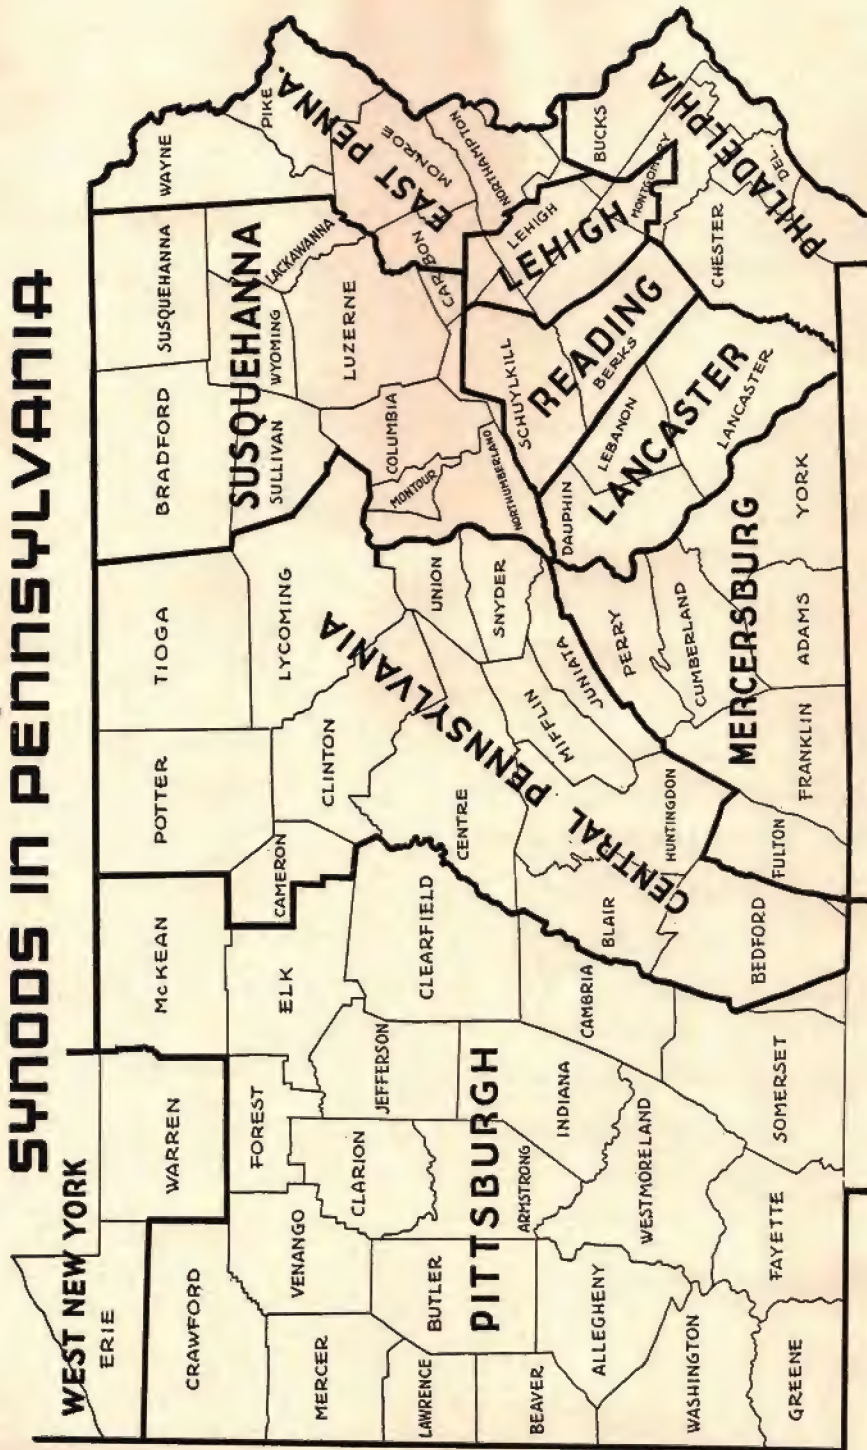 SYNODS IN PENNSYLVANIA
WEST NEW YORK
ERIE
CRAWFORD
WARREN
McKEAN
POTTER
TIOGA
BRADFORD
SUSQUEHANNA
WAYNE
PIKE
MERCER
VENANGO
FOREST
ELK
CAMERON
CLINTON
LYCOMING
SULLIVAN
SUSQUEHANNA
WYOMING
LACKAWANNA
LUZERNE
EAST PENNA.
MONROE
CARBON
NORTHAMPTON
LAWRENCE
BUTLER
CLARION
JEFFERSON
CLEARFIELD
CENTRE
CENTRAL PENNSYLVANIA
UNION
SNYDER
MONTOUR
COLUMBIA
NORTHUMBERLAND
SCHUYLKILL
LEHIGH
LEHIGH
BUCKS
BEAVER
PITTSBURGH
ARMSTRONG
INDIANA
CAMBRIA
BLAIR
HUNTINGDON
MIFFLIN
JUNIATA
PERRY
DAUPHIN
LEBANON
READING
BERKS
MONTGOMERY
PHILADELPHIA
ALLEGHENY
WESTMORELAND
CUMBERLAND
LANCASTER
LANCASTER
CHESTER
DEL.
WASHINGTON
GREENE
FAYETTE
SOMERSET
BEDFORD
FULTON
MERCERSBURG
FRANKLIN
ADAMS
YORK